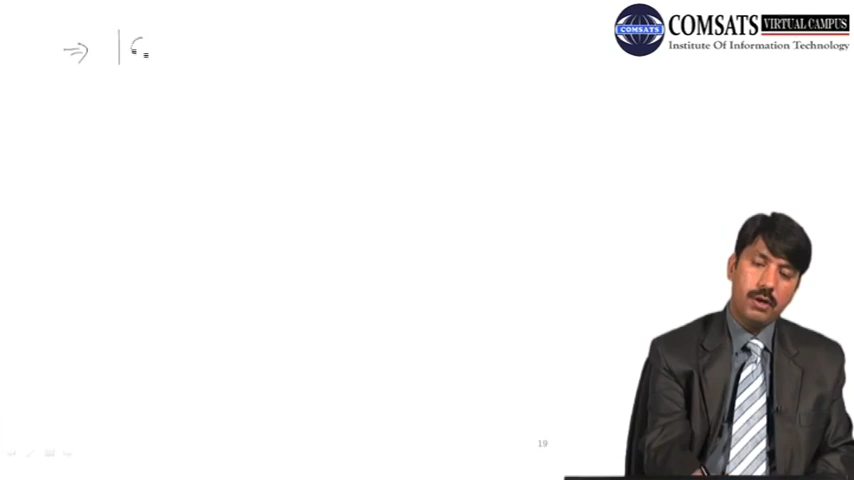 COMSATS VIRTUAL CAMPUS
COMSATS
Institute Of Information Technology
⇒ |
19